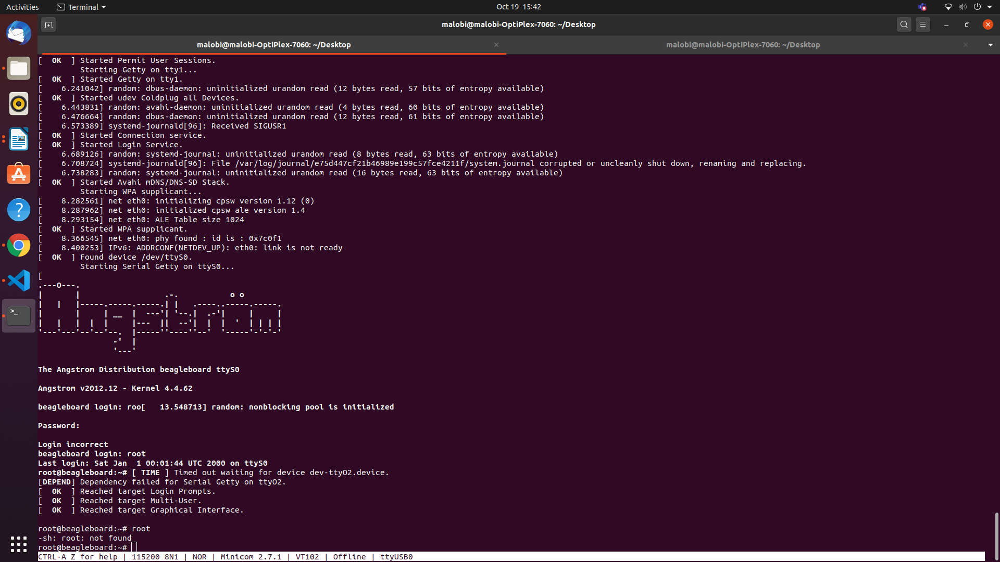 Activities
Terminal
Oct 19 15:42
malobi@malobi-OptiPlex-7060: ~/Desktop
malobi@malobi-OptiPlex-7060: ~/Desktop
malobi@malobi-OptiPlex-7060: ~/Desktop
[  OK  ] Started Permit User Sessions.
         Starting Getty on tty1...
[  OK  ] Started Getty on tty1.
[    6.241042] random: dbus-daemon: uninitialized urandom read (12 bytes read, 57 bits of entropy available)
[  OK  ] Started udev Coldplug all Devices.
[    6.443831] random: avahi-daemon: uninitialized urandom read (4 bytes read, 60 bits of entropy available)
[    6.476664] random: dbus-daemon: uninitialized urandom read (12 bytes read, 61 bits of entropy available)
[    6.573389] systemd-journald[96]: Received SIGUSR1
[  OK  ] Started Connection service.
[  OK  ] Started Login Service.
[    6.689126] random: systemd-journal: uninitialized urandom read (8 bytes read, 63 bits of entropy available)
[    6.708724] systemd-journald[96]: File /var/log/journal/e75d447cf21b46989e199c57fce4211f/system.journal corrupted or uncleanly shut down, renaming and replacing.
[    6.738283] random: systemd-journal: uninitialized urandom read (16 bytes read, 63 bits of entropy available)
[  OK  ] Started Avahi mDNS/DNS-SD Stack.
         Starting WPA supplicant...
[    8.282561] net eth0: initializing cpsw version 1.12 (0)
[    8.287962] net eth0: initialized cpsw ale version 1.4
[    8.293154] net eth0: ALE Table size 1024
[  OK  ] Started WPA supplicant.
[    8.366545] net eth0: phy found : id is : 0x7c0f1
[    8.400253] IPv6: ADDRCONF(NETDEV_UP): eth0: link is not ready
[  OK  ] Found device /dev/ttyS0.
         Starting Serial Getty on ttyS0...
[
.---O---.
|       |                  .-.           o o
|   |   |-----.-----.-----.| |   .----..-----.-----.
|       |     | __  |  ---'| '--.|  .-'|     |     |
|   |   |  |  |     |---  ||  --'|  |  |  '  | | | |
'---'---'--'--'--.  |-----''----''--'  '-----'-'-'-'
                -'  |
                '---'
The Angstrom Distribution beagleboard ttyS0
Angstrom v2012.12 - Kernel 4.4.62
beagleboard login: roo[   13.548713] random: nonblocking pool is initialized
Password:
Login incorrect
beagleboard login: root
Last login: Sat Jan  1 00:01:44 UTC 2000 on ttyS0
root@beagleboard:~# [ TIME ] Timed out waiting for device dev-ttyO2.device.
[DEPEND] Dependency failed for Serial Getty on ttyO2.
[  OK  ] Reached target Login Prompts.
[  OK  ] Reached target Multi-User.
[  OK  ] Reached target Graphical Interface.
root@beagleboard:~# root
-sh: root: not found
root@beagleboard:~#
CTRL-A Z for help | 115200 8N1 | NOR | Minicom 2.7.1 | VT102 | Offline | ttyUSB0